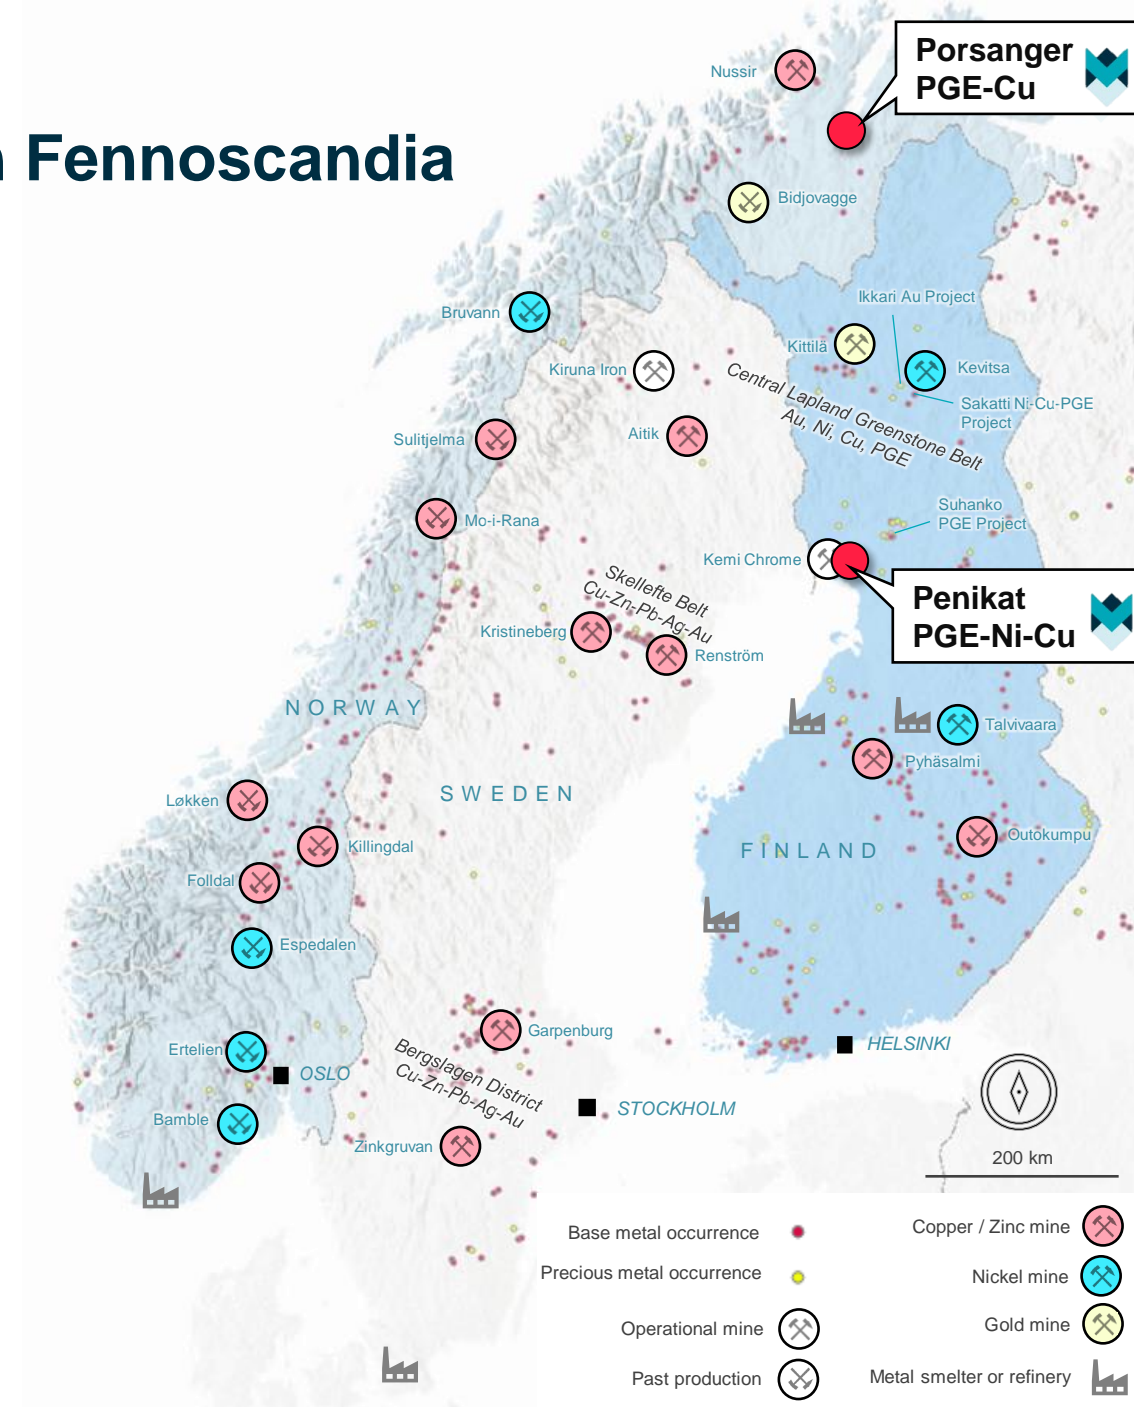 Fennoscandia
Porsanger
PGE-Cu
Nussir
Bidjovagge
Ikkari Au Project
Bruvann
Kittilä
Kevitsa
Kiruna Iron
Central Lapland Greenstone Belt
Au, Ni, Cu, PGE
Sakatti Ni-Cu-PGE
Project
Sulitjelma
Aitik
Mo-i-Rana
Suhanko
PGE Project
Kemi Chrome
Skellefte Belt
Cu-Zn-Pb-Ag-Au
Penikat
PGE-Ni-Cu
Kristineberg
Renström
NORWAY
Talvivaara
Pyhäsalmi
SWEDEN
Løkken
Killingdal
FINLAND
Outokumpu
Folldal
Espedalen
Garpenburg
Ertelien
HELSINKI
Bergslagen District
Cu-Zn-Pb-Ag-Au
OSLO
STOCKHOLM
Bamble
Zinkgruvan
200 km
Base metal occurrence
Copper / Zinc mine
Precious metal occurrence
Nickel mine
Operational mine
Gold mine
Past production
Metal smelter or refinery